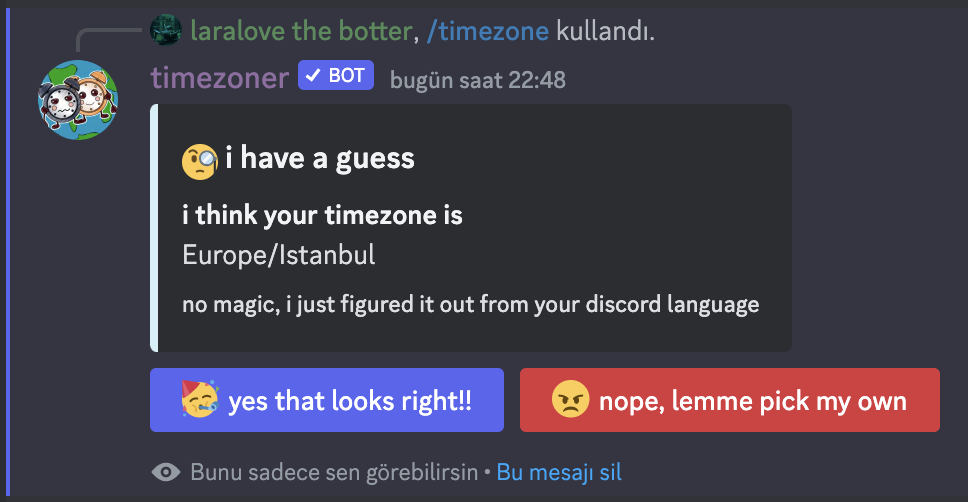 laralove the botter, /timezone kullandı.
timezoner ✓ BOT bugün saat 22:48
🧐 i have a guess
i think your timezone is
Europe/Istanbul
no magic, i just figured it out from your discord language
🥳 yes that looks right!! 😠 nope, lemme pick my own
Bunu sadece sen görebilirsin • Bu mesajı sil